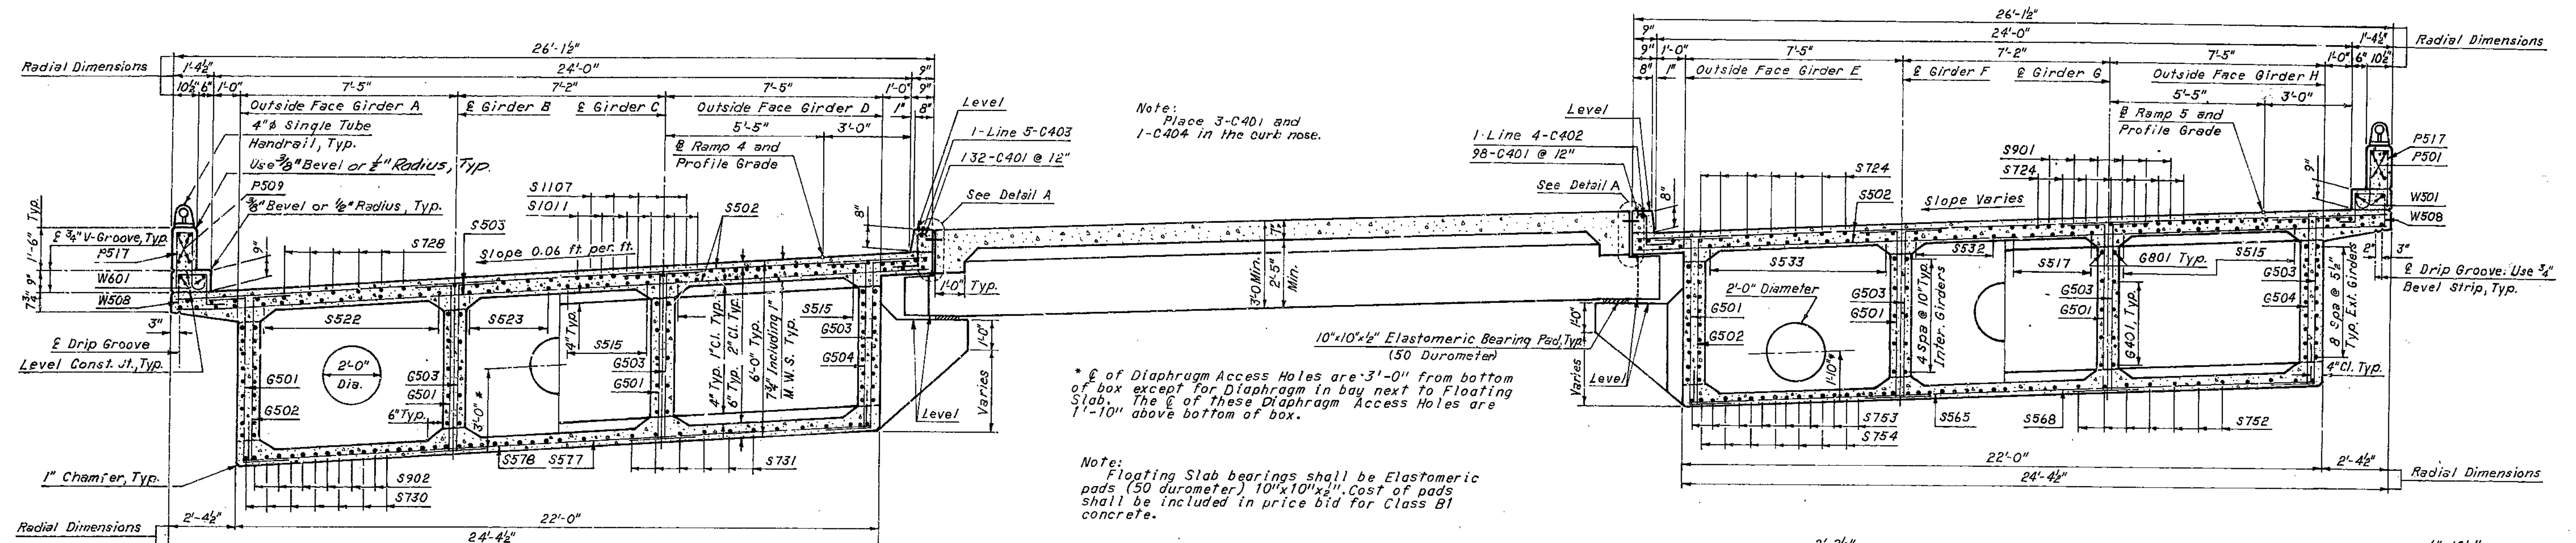 26'-1½"
Radial Dimensions
1'-4½"
24'-0"
9"
10½" 6" 1'-0"
7'-5"
7'-2"
7'-5"
1'-0" 9"
Outside Face Girder A
℄ Girder B
℄ Girder C
Outside Face Girder D
1" 8"
4"ϕ Single Tube
Handrail, Typ.
Use ⅜" Bevel or ½" Radius, Typ.
5'-5"
3'-0"
P509
⅜" Bevel or ½" Radius, Typ.
Ramp 4 and
Profile Grade
Level
1-Line 5-C403
132-C401 @ 12"
See Detail A
8"
S1107
S1011
S502
S503
1'-6" Typ.
℄ ¾" V-Groove, Typ.
P517
W601
W508
7¾" 9"
9"
S728
Slope 0.06 ft. per. ft.
3"
℄ Drip Groove
Level Const. Jt., Typ.
S522
S523
2'-0"
Dia.
4" Typ.
S515
G503
G501
G501
G502
G503
G501
6" Typ.
3'-0" *
4" Typ. 1" Cl. Typ.
6" Typ. 2" Cl. Typ.
6'-0" Typ.
7¾" Including 1"
M. W. S. Typ.
S515
G503
G504
1'-0" Typ.
1'-0"
Varies
Level
1" Chamfer, Typ.
S902
S730
S578
S577
S731
Radial Dimensions
2'-4½"
22'-0"
24'-4½"
Note:
Place 3-C401 and
1-C404 in the curb nose.
7"
3'-0 Min.
2'-5"
Min.
10"x10"x½" Elastomeric Bearing Pad, Typ.
(50 Durometer)
* ℄ of Diaphragm Access Holes are 3'-0" from bottom
of box except for Diaphragm in bay next to Floating
Slab. The ℄ of these Diaphragm Access Holes are
1'-10" above bottom of box.
Note:
Floating Slab bearings shall be Elastomeric
pads (50 durometer) 10"x10"x½". Cost of pads
shall be included in price bid for Class B1
concrete.
26'-1½"
9"
24'-0"
1'-4½"
Radial Dimensions
9" 1'-0"
7'-5"
7'-2"
7'-5"
1'-0" 6" 10½"
8" 1"
Outside Face Girder E
℄ Girder F
℄ Girder G
Outside Face Girder H
5'-5"
3'-0"
Ramp 5 and
Profile Grade
Level
1-Line 4-C402
98-C401 @ 12"
See Detail A
8"
S724
S502
S901
S724
Slope Varies
9"
P517
P501
W501
W508
S533
S532
S517
G801 Typ.
S515
2'-0" Diameter
G503
G501
G501
G502
4 Spa @ 10" Typ.
Inter. Girders
G503
G501
G401, Typ.
G503
G504
8 Spa @ 5½"
Typ. Ext. Girders
2" 3"
℄ Drip Groove. Use ¾"
Bevel Strip, Typ.
4" Cl. Typ.
1'-0"
Varies
Level
1'-10" *
S753
S754
S565
S568
S752
22'-0"
2'-4½"
24'-4½"
Radial Dimensions